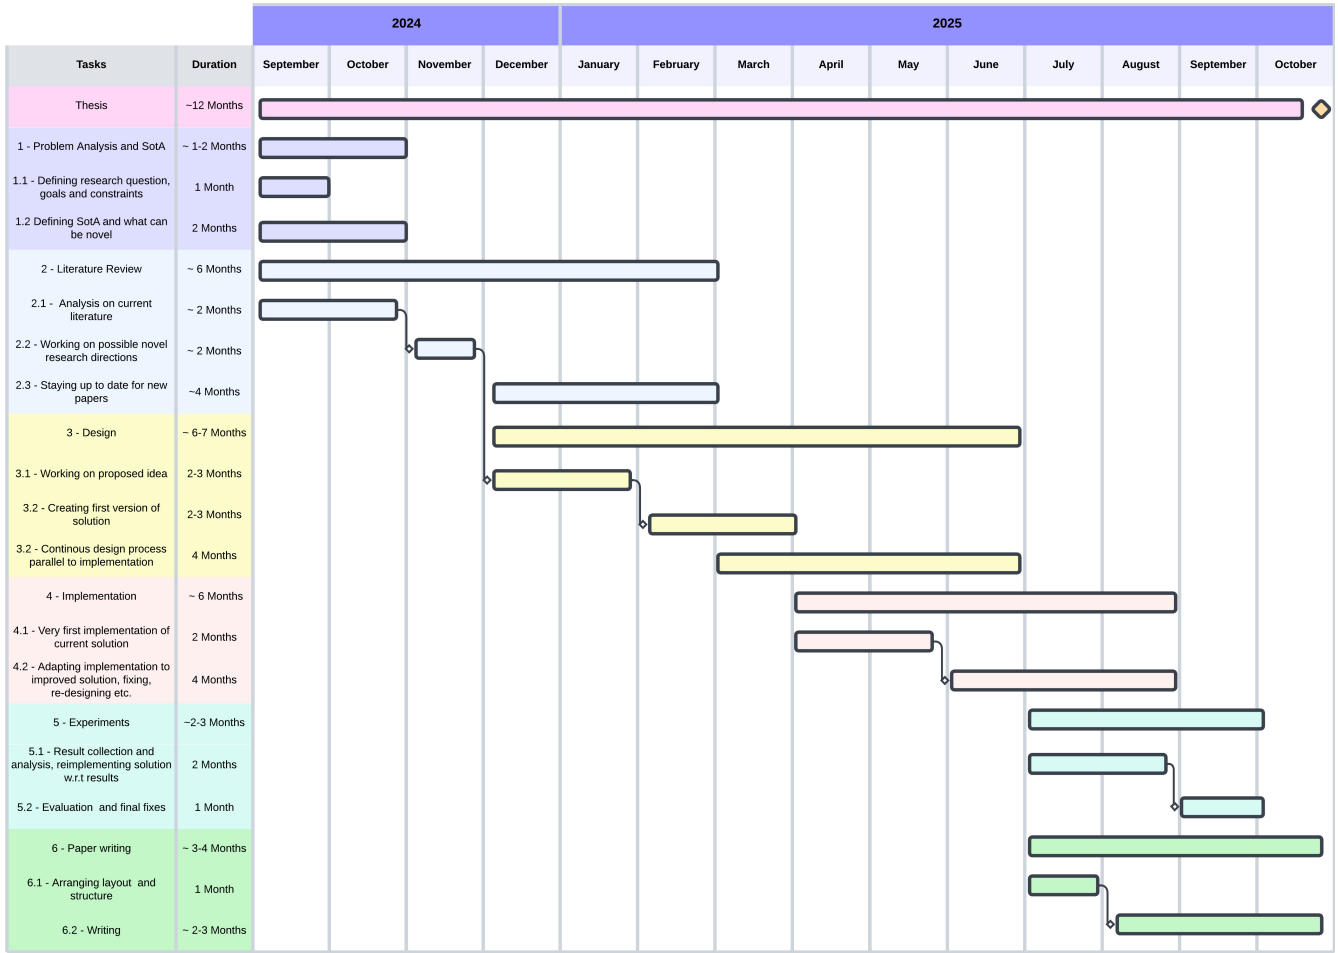 2024
2025
Tasks
Duration
September
October
November
December
January
February
March
April
May
June
July
August
September
October
Thesis
~12 Months
1 - Problem Analysis and SotA
~ 1-2 Months
1.1 - Defining research question,
goals and constraints
1 Month
1.2 Defining SotA and what can
be novel
2 Months
2 - Literature Review
~ 6 Months
2.1 -  Analysis on current
literature
~ 2 Months
2.2 - Working on possible novel
research directions
~ 2 Months
2.3 - Staying up to date for new
papers
~4 Months
3 - Design
~ 6-7 Months
3.1 - Working on proposed idea
2-3 Months
3.2 - Creating first version of
solution
2-3 Months
3.2 - Continous design process
parallel to implementation
4 Months
4 - Implementation
~ 6 Months
4.1 - Very first implementation of
current solution
2 Months
4.2 - Adapting implementation to
improved solution, fixing,
re-designing etc.
4 Months
5 - Experiments
~2-3 Months
5.1 - Result collection and
analysis, reimplementing solution
w.r.t results
2 Months
5.2 - Evaluation  and final fixes
1 Month
6 - Paper writing
~ 3-4 Months
6.1 - Arranging layout  and
structure
1 Month
6.2 - Writing
~ 2-3 Months